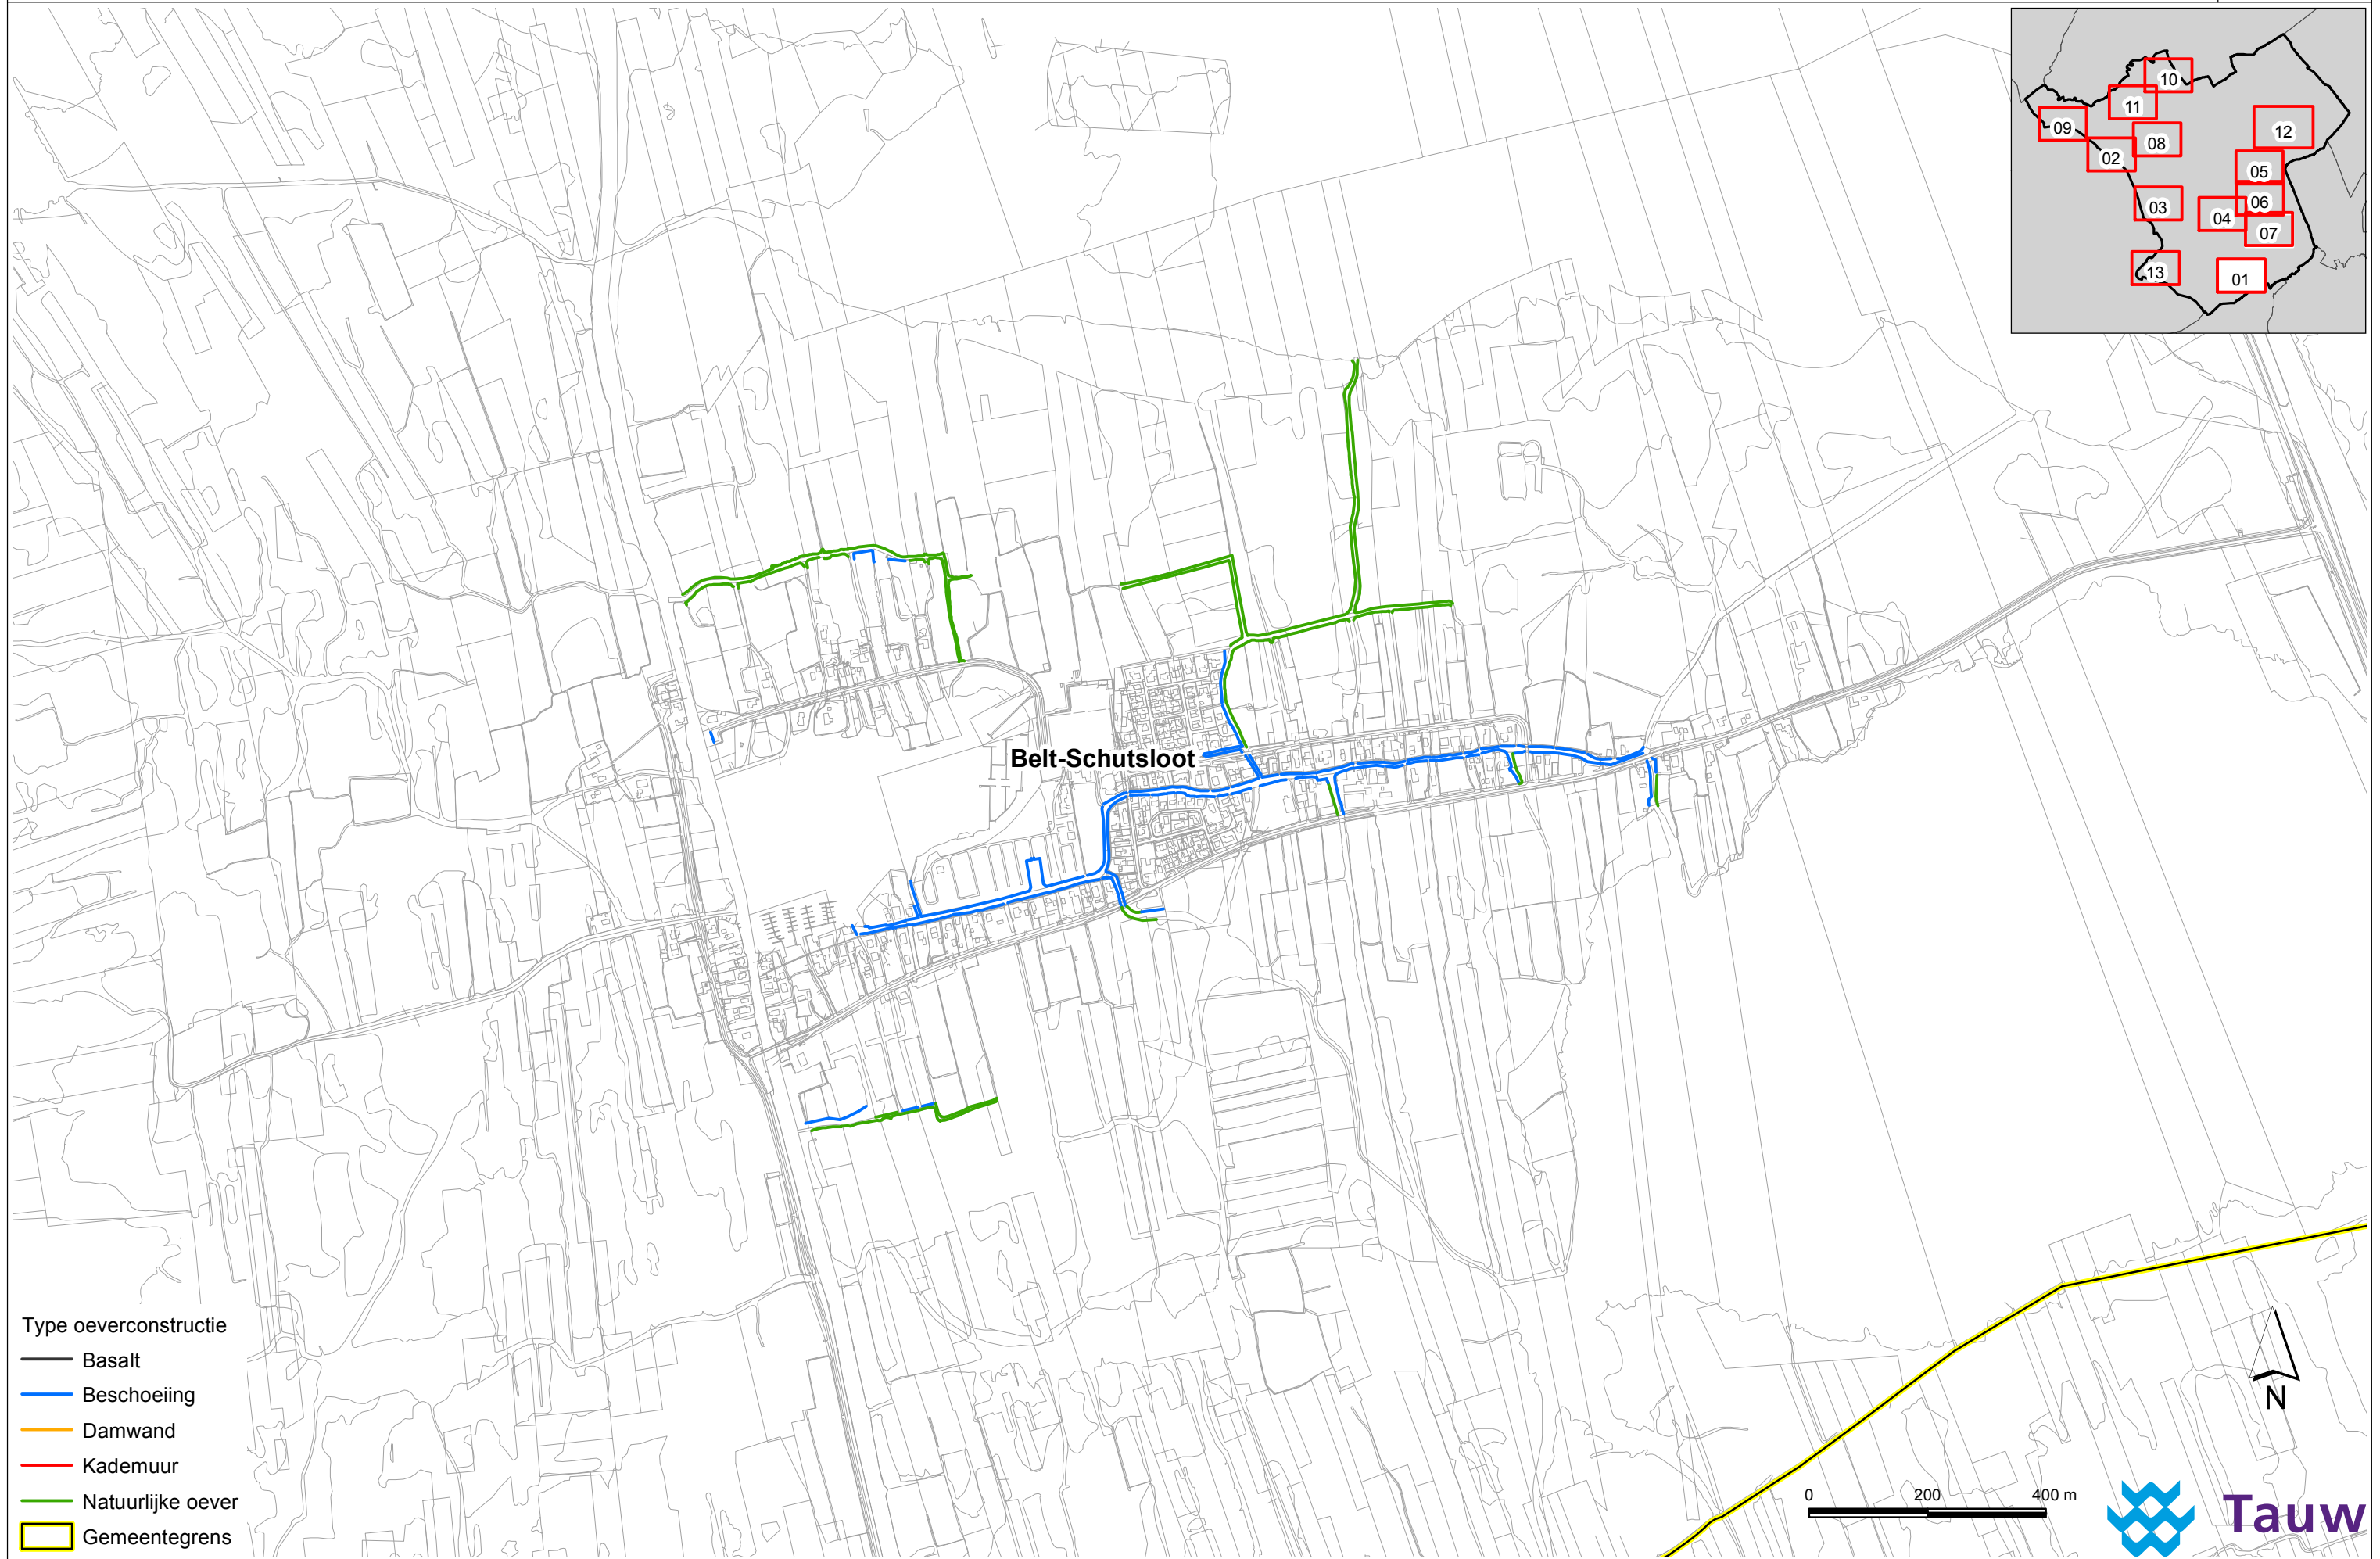 10
11
09
12
08
02
05
03
06
04
07
13
01
Belt-Schutsloot
Type oeverconstructie
Basalt
Beschoeiing
Damwand
Kademuur
Natuurlijke oever
Gemeentegrens
N
0 200 400 m
Tauw